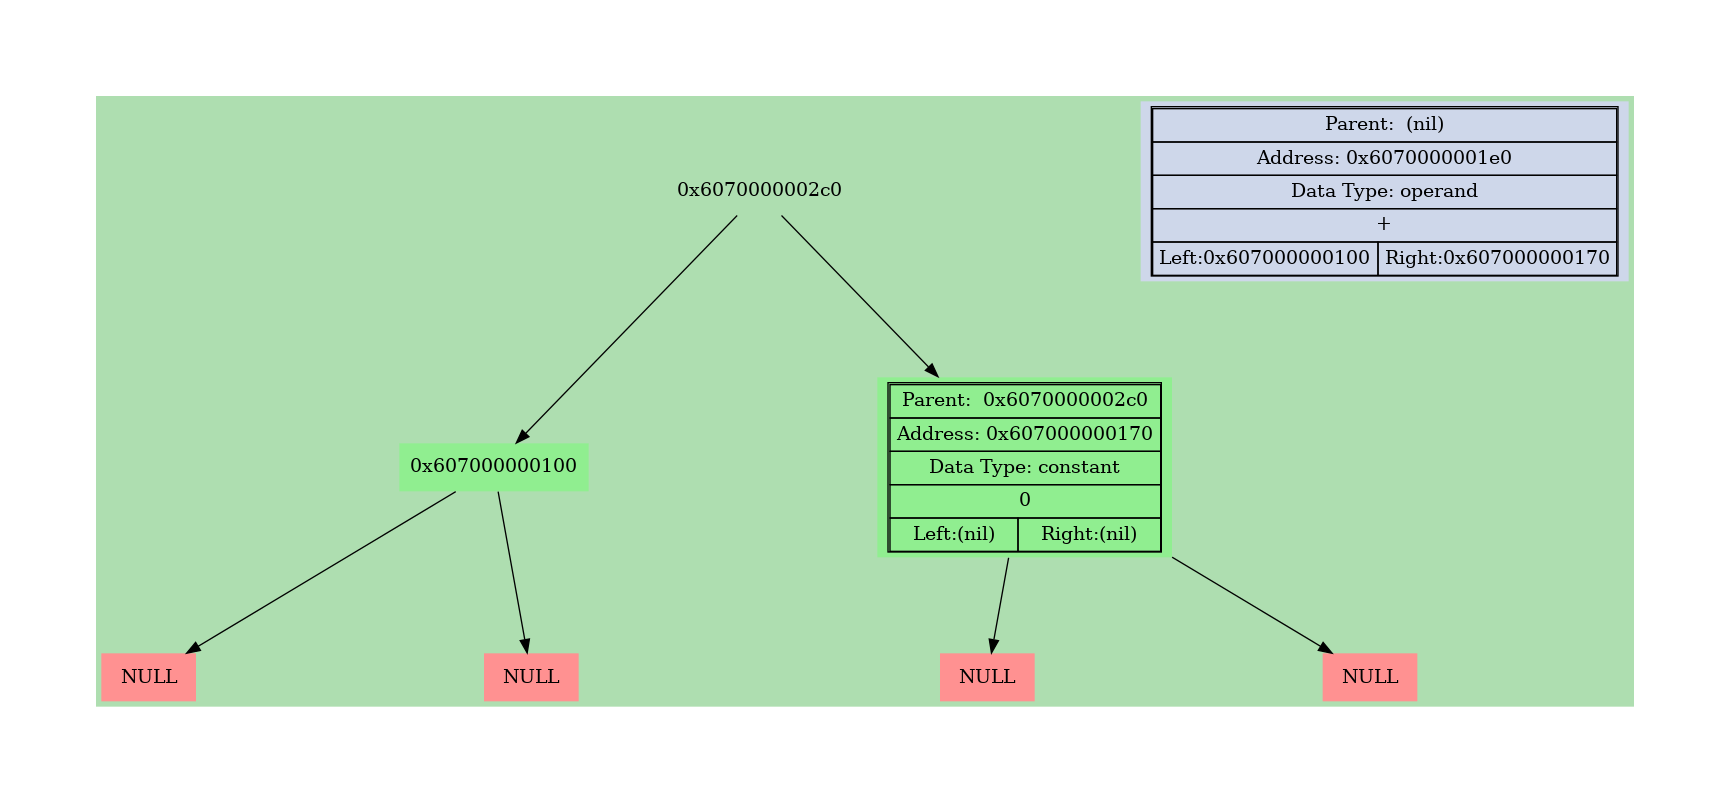 Parent:  (nil)
Address: 0x6070000001e0
Data Type: operand
+
Left:0x607000000100 Right:0x607000000170
0x6070000002c0
Parent:  0x6070000002c0
Address: 0x607000000170
Data Type: constant
0
Left:(nil) Right:(nil)
0x607000000100
NULL NULL NULL NULL